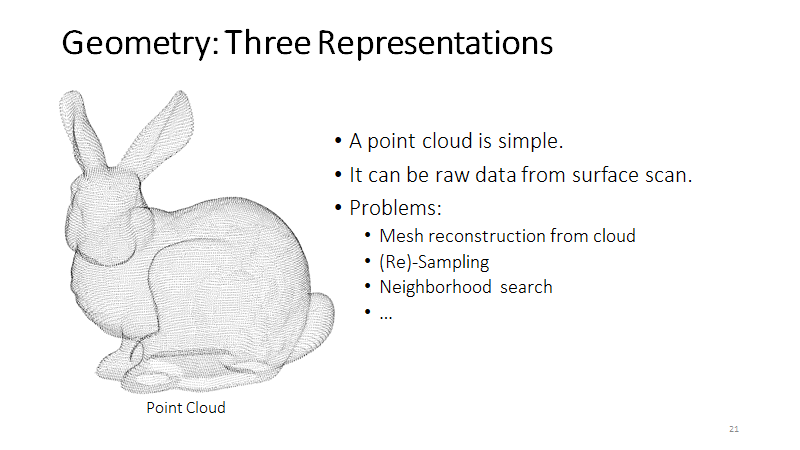 Geometry: Three Representations
• A point cloud is simple.
• It can be raw data from surface scan.
• Problems:
• Mesh reconstruction from cloud
• (Re)-Sampling
• Neighborhood search
• ...
Point Cloud
21